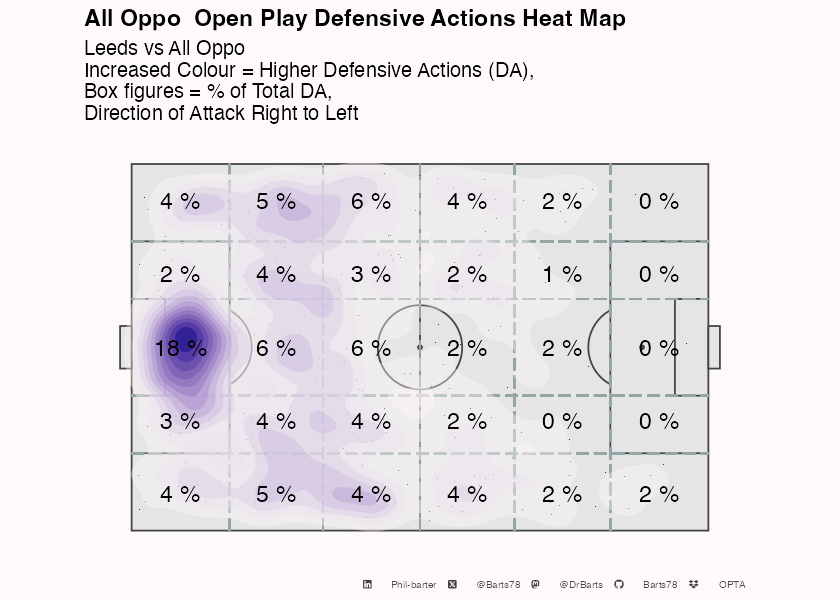 All Oppo  Open Play Defensive Actions Heat Map
Leeds vs All Oppo
Increased Colour = Higher Defensive Actions (DA),
Box figures = % of Total DA,
Direction of Attack Right to Left
4 % 5 % 6 % 4 % 2 % 0 %
2 % 4 % 3 % 2 % 1 % 0 %
18 % 6 % 6 % 2 % 2 % 0 %
3 % 4 % 4 % 2 % 0 % 0 %
4 % 5 % 4 % 4 % 2 % 2 %
Phil-barter @Barts78 @DrBarts Barts78 OPTA